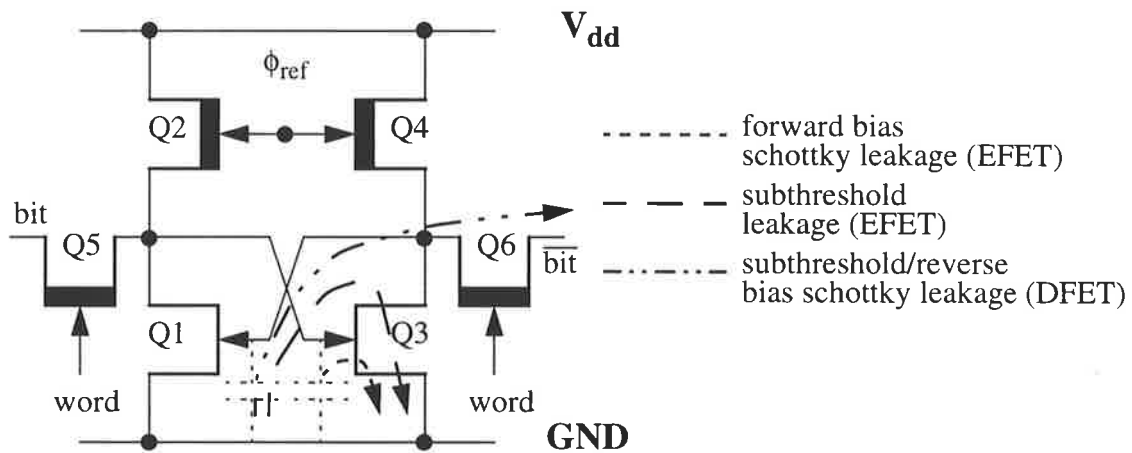 V_dd
ϕ_ref
Q2
Q4
forward bias
schottky leakage (EFET)
subthreshold
leakage (EFET)
subthreshold/reverse
bias schottky leakage (DFET)
bit
Q5
Q6
bit
Q1
Q3
word
word
GND